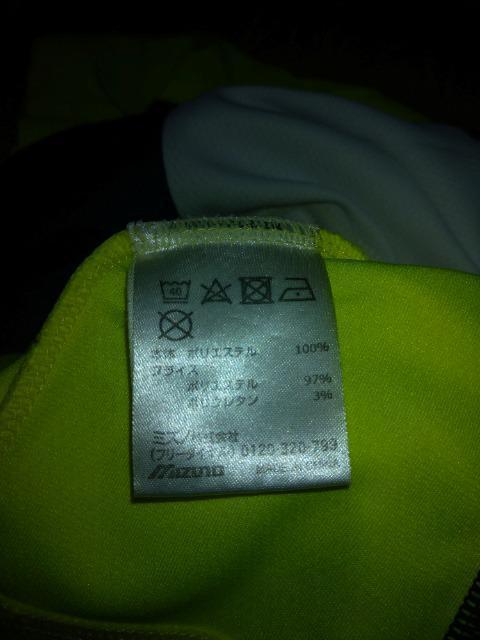 40
本体 ポリエステル 100%
フライス
ポリエステル 97%
ポリウレタン 3%
ミズノ株式会社
(フリーダイヤル) 0120-320-799
Mizuno MADE IN CHINA